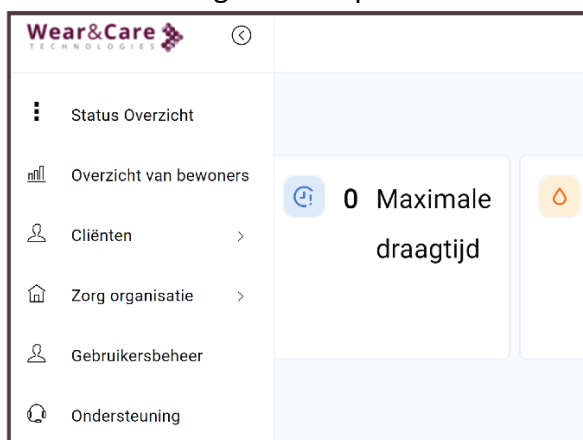 Wear&Care
TECHNOLOGIES
Status Overzicht
Overzicht van bewoners
Cliënten
Zorg organisatie
Gebruikersbeheer
Ondersteuning
0 Maximale
draagtijd